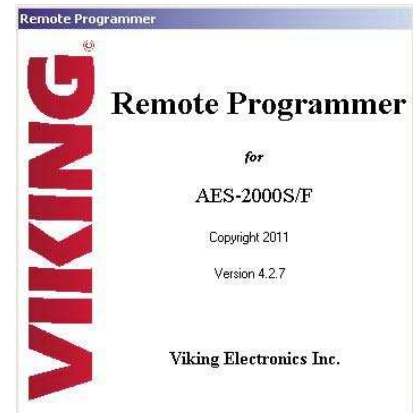 Remote Programmer
VIKING®
Remote Programmer
for
AES-2000S/F
Copyright 2011
Version 4.2.7
Viking Electronics Inc.